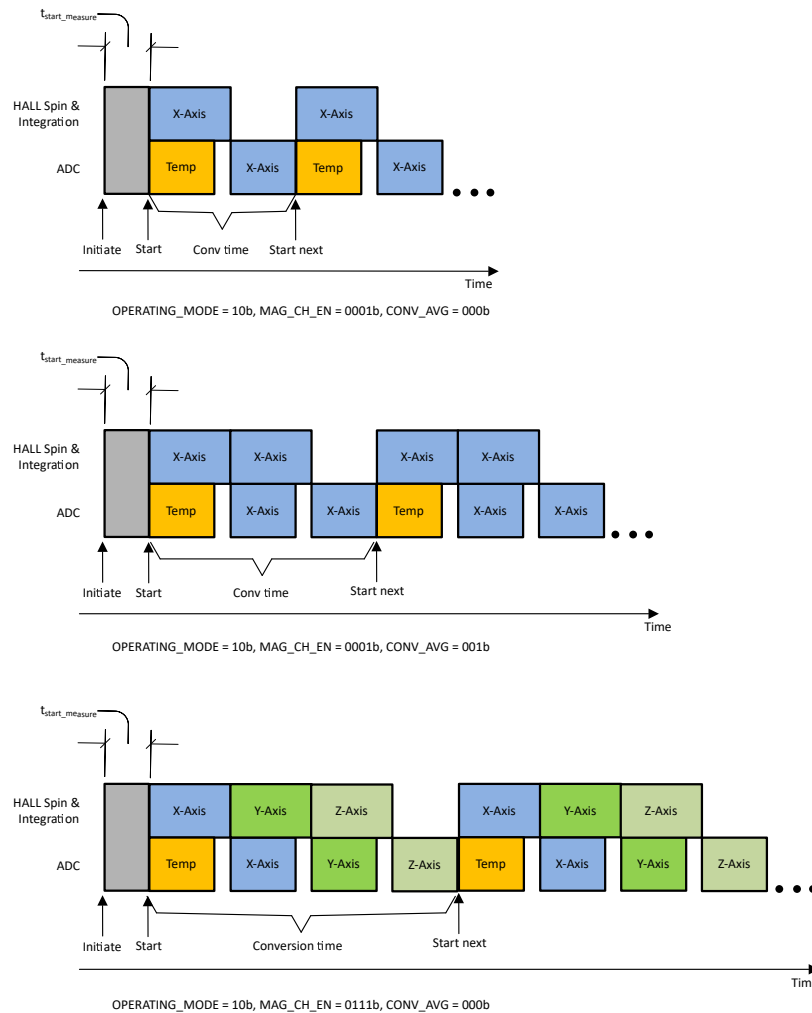 tstart_measure
HALL Spin &
Integration
X-Axis
X-Axis
ADC
Temp
X-Axis
Temp
X-Axis
Initiate
Start
Conv time
Start next
Time
OPERATING_MODE = 10b, MAG_CH_EN = 0001b, CONV_AVG = 000b
tstart_measure
HALL Spin &
Integration
X-Axis
X-Axis
X-Axis
X-Axis
ADC
Temp
X-Axis
X-Axis
Temp
X-Axis
X-Axis
Initiate
Start
Conv time
Start next
Time
OPERATING_MODE = 10b, MAG_CH_EN = 0001b, CONV_AVG = 001b
tstart_measure
HALL Spin &
Integration
X-Axis
Y-Axis
Z-Axis
X-Axis
Y-Axis
Z-Axis
ADC
Temp
X-Axis
Y-Axis
Z-Axis
Temp
X-Axis
Y-Axis
Z-Axis
Initiate
Start
Conversion time
Start next
Time
OPERATING_MODE = 10b, MAG_CH_EN = 0111b, CONV_AVG = 000b